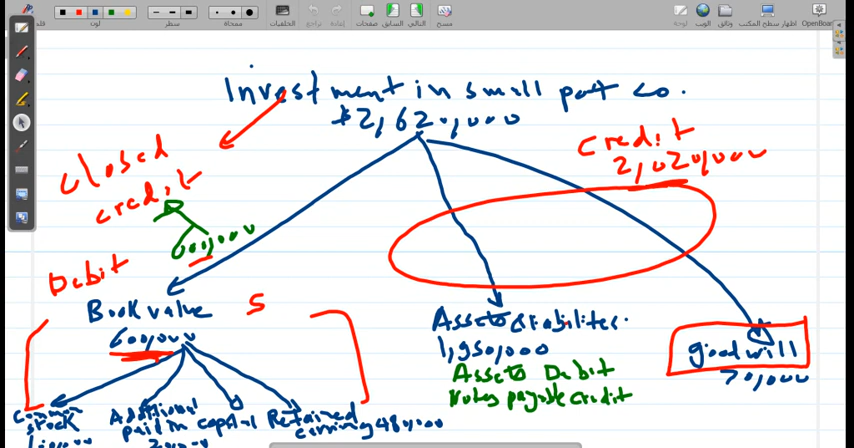 قلم
لون
سطر
ممحاة
الخلفيات
تراجع
إعادة
صفحات
السابق
التالي
مسح
لوحة
الويب
وثائق
اظهار سطح المكتب
OpenBoard
Investment in small port co.
$2,620,000
closed
credit
600,000
credit
2,020,000
Debit
Book value
600,000
S
Assets & liabilites.
1,950,000
Assets Debit
Notes payable credit
goodwill
70,000
Common
stock
Additional
paid in capital
Retained
earning 480,000